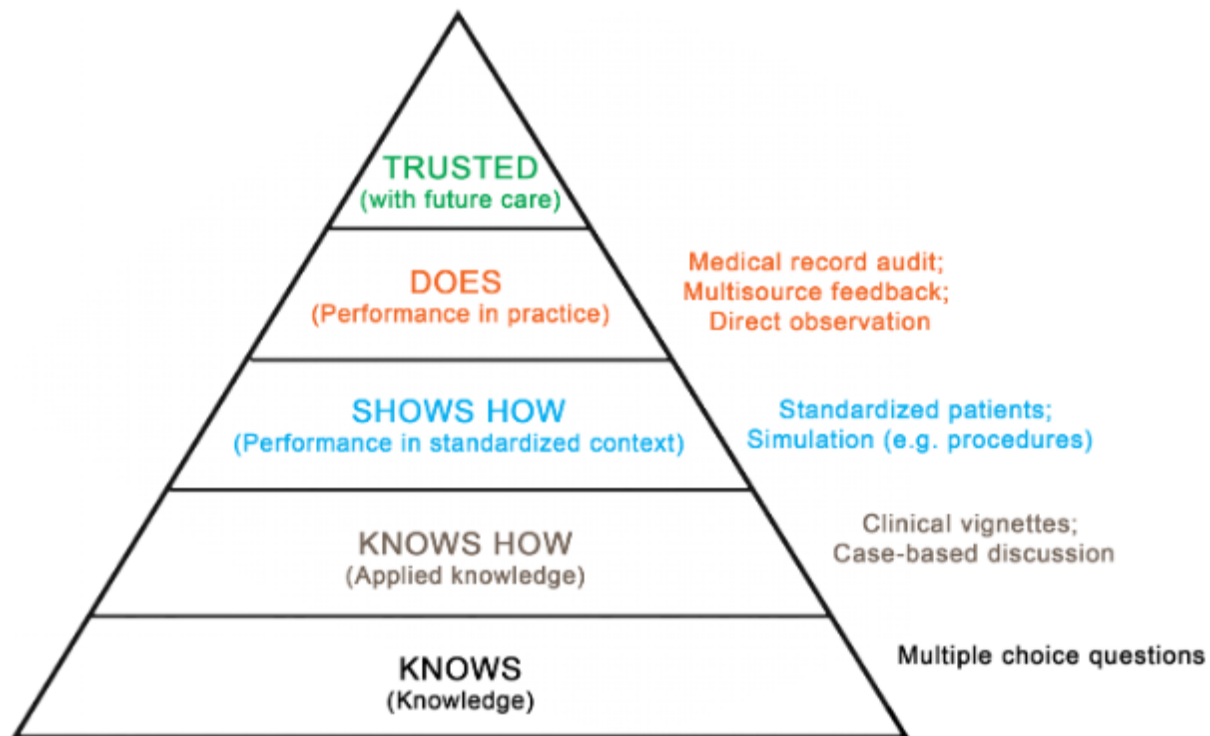 TRUSTED
(with future care)
DOES
(Performance in practice)
Medical record audit;
Multisource feedback;
Direct observation
SHOWS HOW
(Performance in standardized context)
Standardized patients;
Simulation (e.g. procedures)
KNOWS HOW
(Applied knowledge)
Clinical vignettes;
Case-based discussion
KNOWS
(Knowledge)
Multiple choice questions